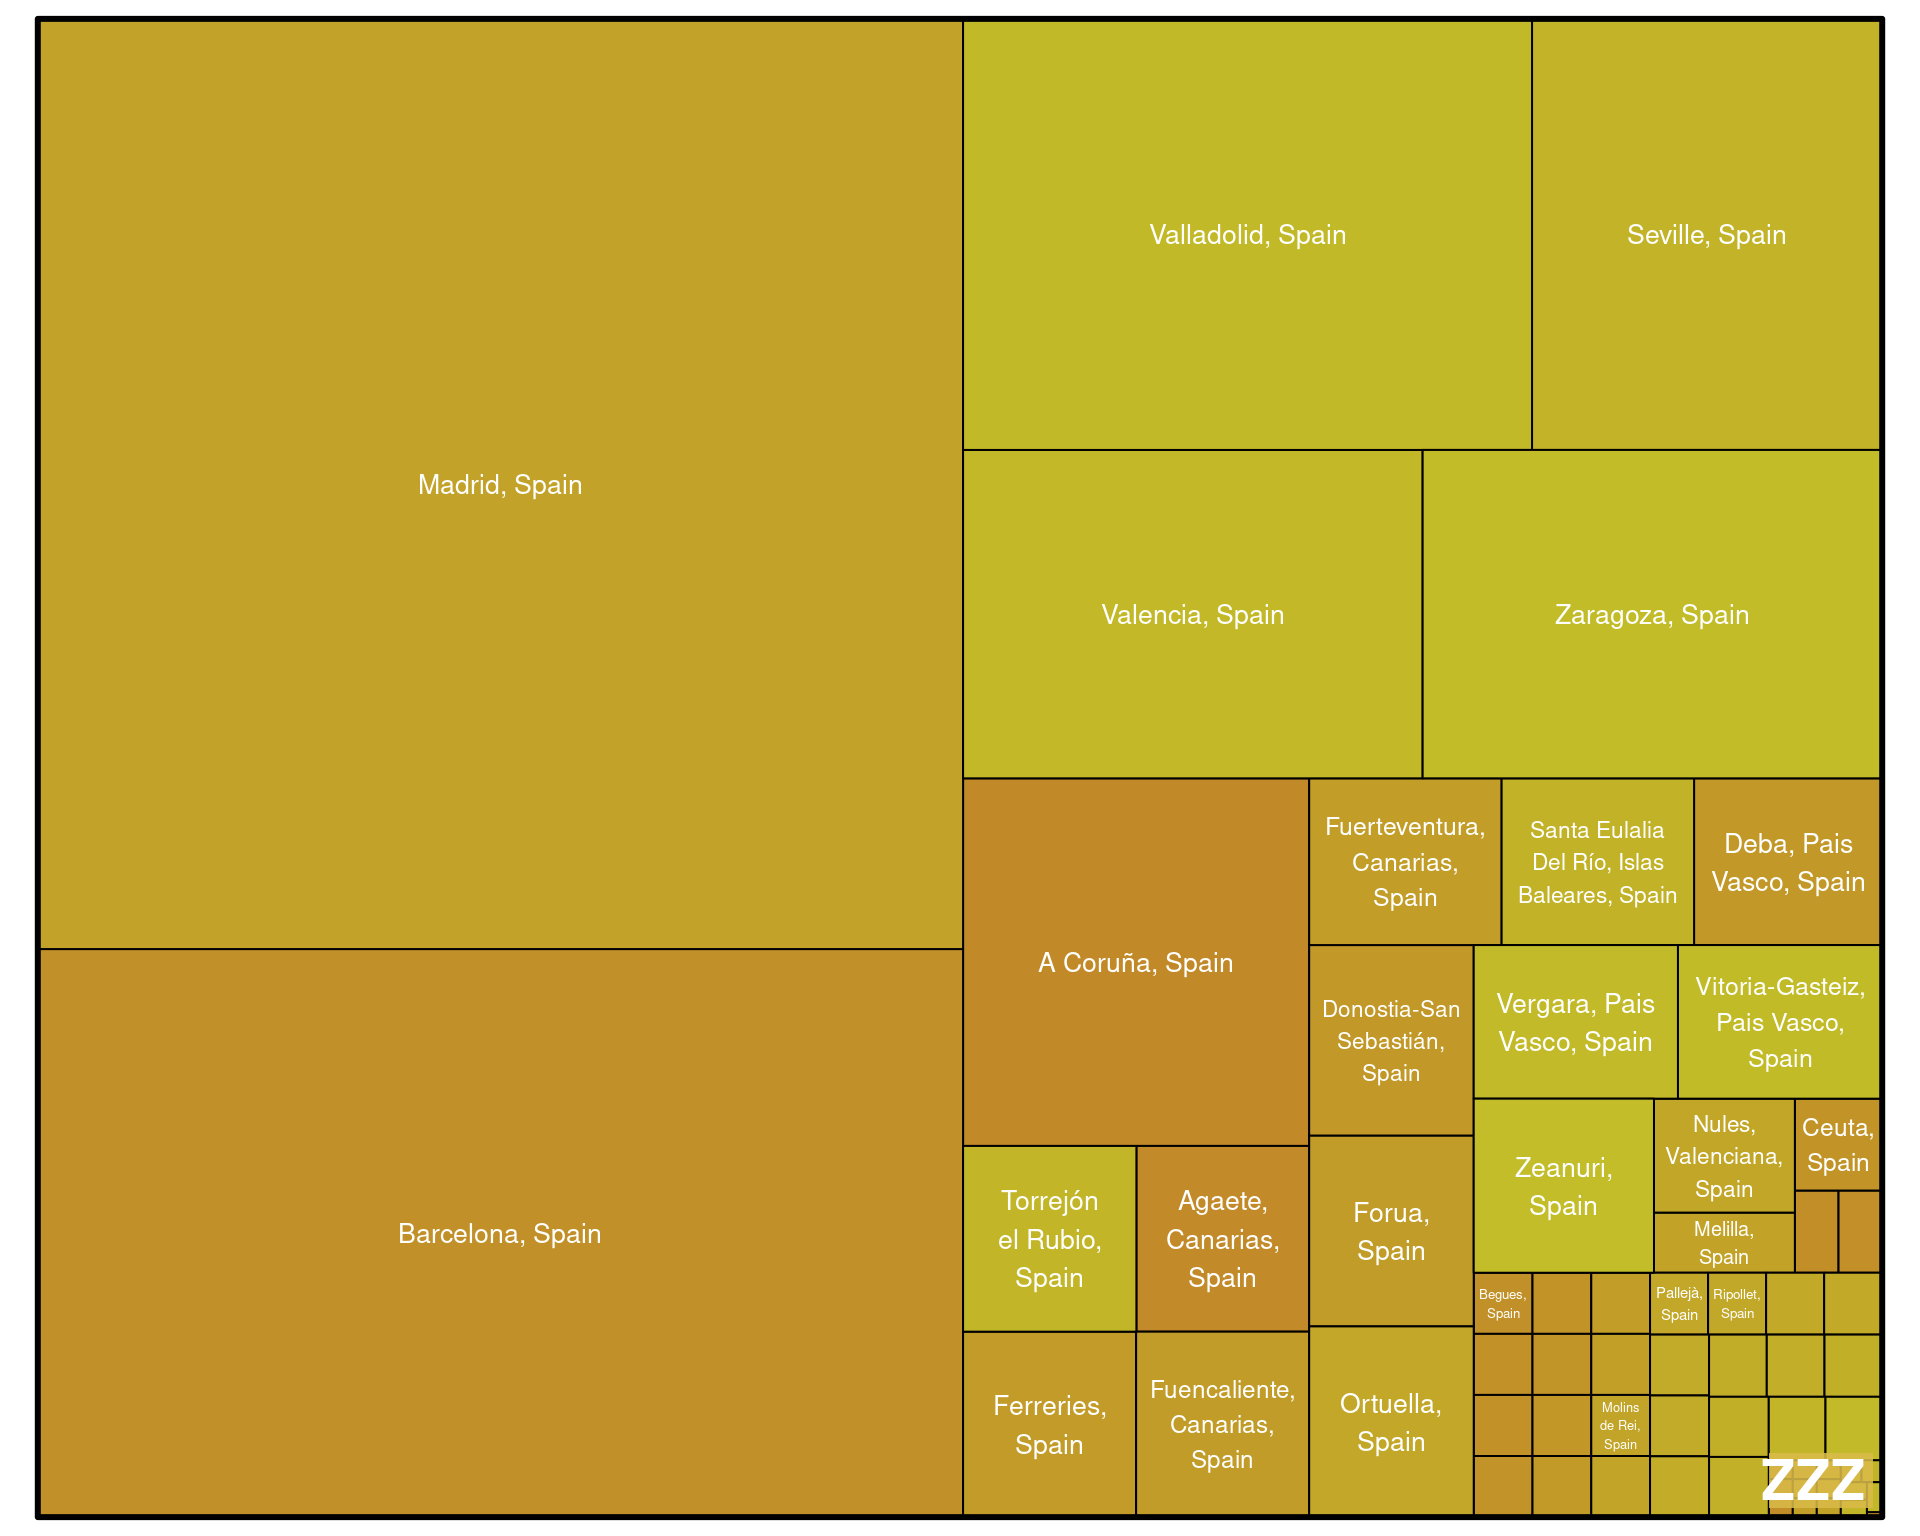 Madrid, Spain
Barcelona, Spain
Valladolid, Spain
Seville, Spain
Valencia, Spain
Zaragoza, Spain
A Coruña, Spain
Fuerteventura,
Canarias,
Spain
Santa Eulalia
Del Río, Islas
Baleares, Spain
Deba, Pais
Vasco, Spain
Donostia-San
Sebastián,
Spain
Vergara, Pais
Vasco, Spain
Vitoria-Gasteiz,
Pais Vasco,
Spain
Torrejón
el Rubio,
Spain
Agaete,
Canarias,
Spain
Forua,
Spain
Zeanuri,
Spain
Nules,
Valenciana,
Spain
Ceuta,
Spain
Melilla,
Spain
Ferreries,
Spain
Fuencaliente,
Canarias,
Spain
Ortuella,
Spain
Begues,
Spain
Pallejà,
Spain
Ripollet,
Spain
Molins
de Rei,
Spain
ZZZ